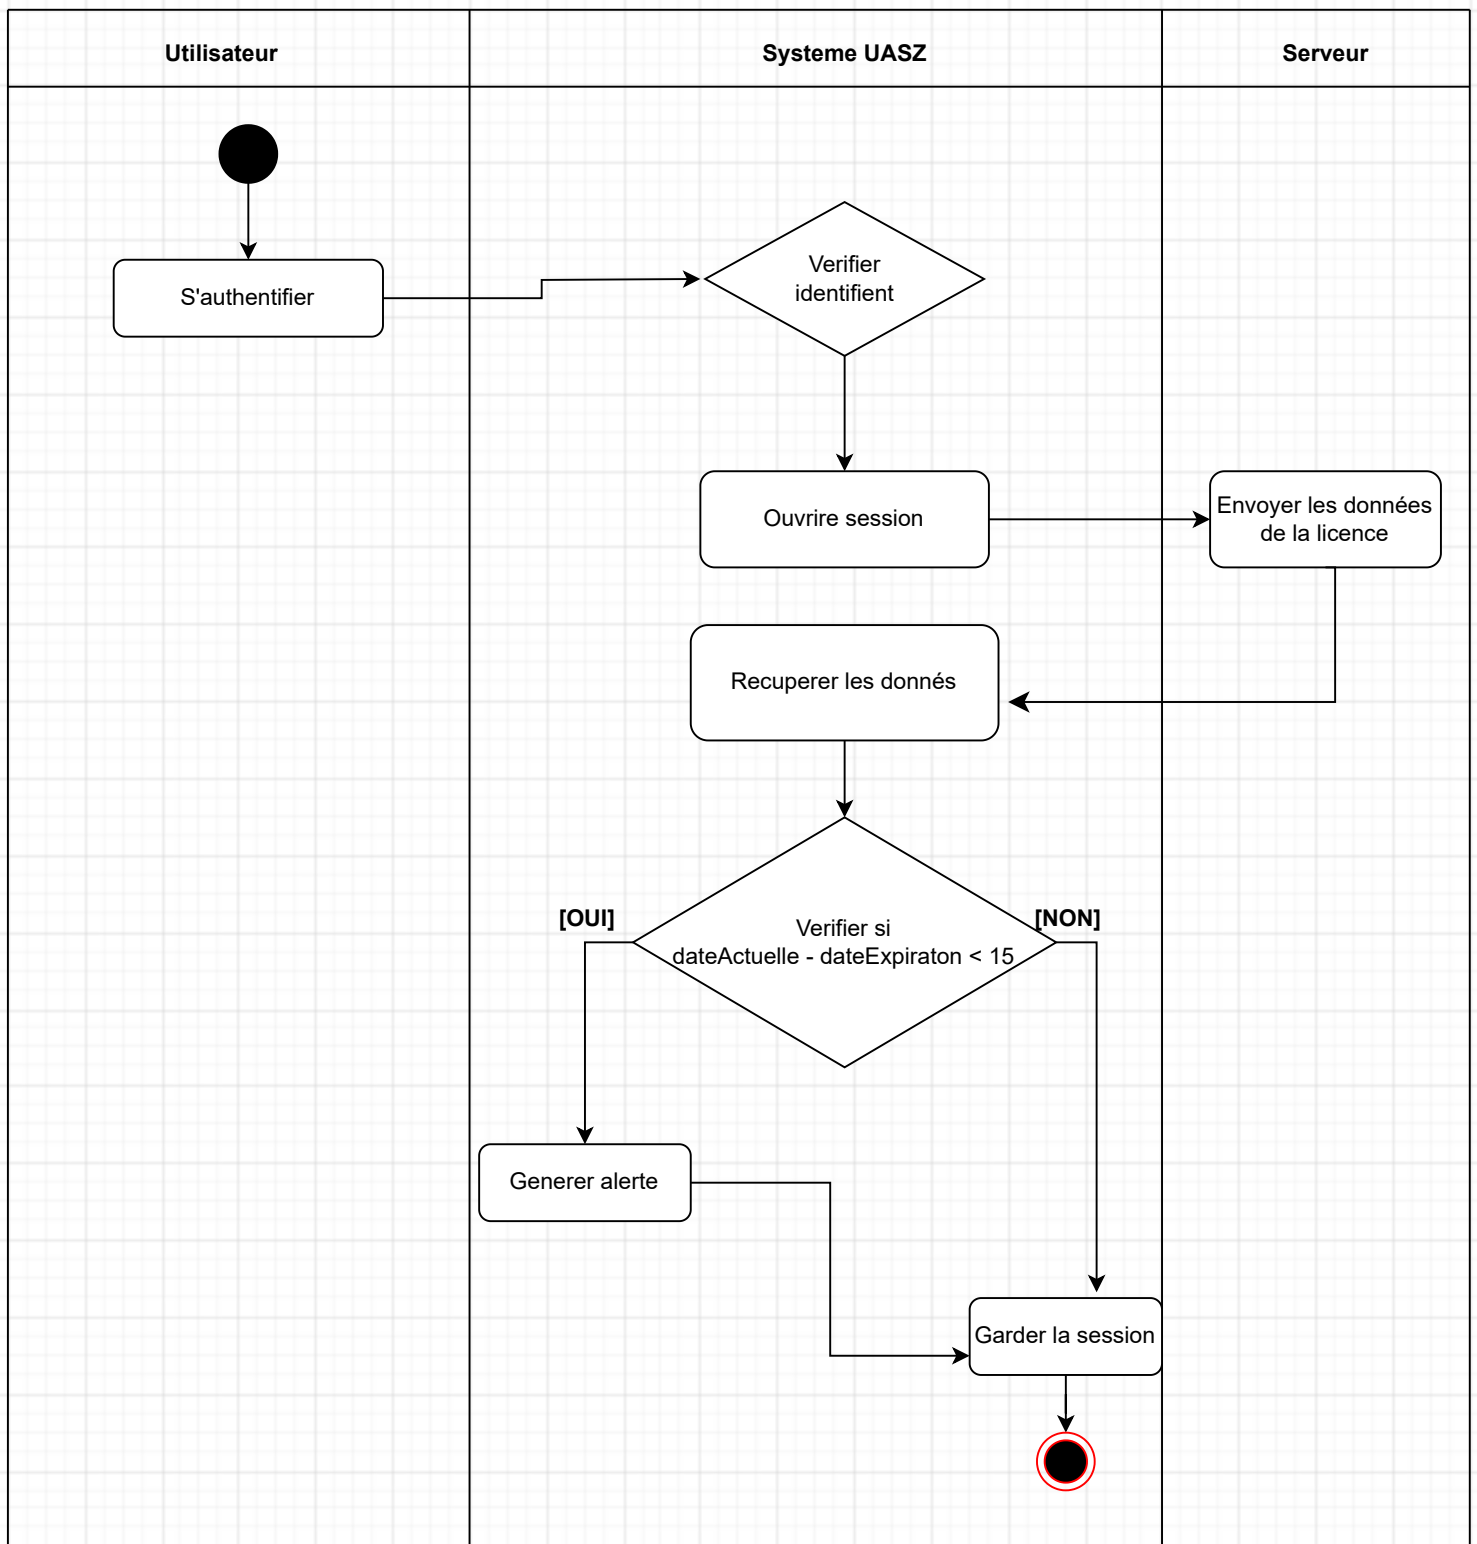 Utilisateur
Systeme UASZ
Serveur
Verifier
identifient
S'authentifier
Ouvrire session
Envoyer les données
de la licence
Recuperer les donnés
[OUI]
[NON]
Verifier si
dateActuelle - dateExpiraton < 15
Generer alerte
Garder la session